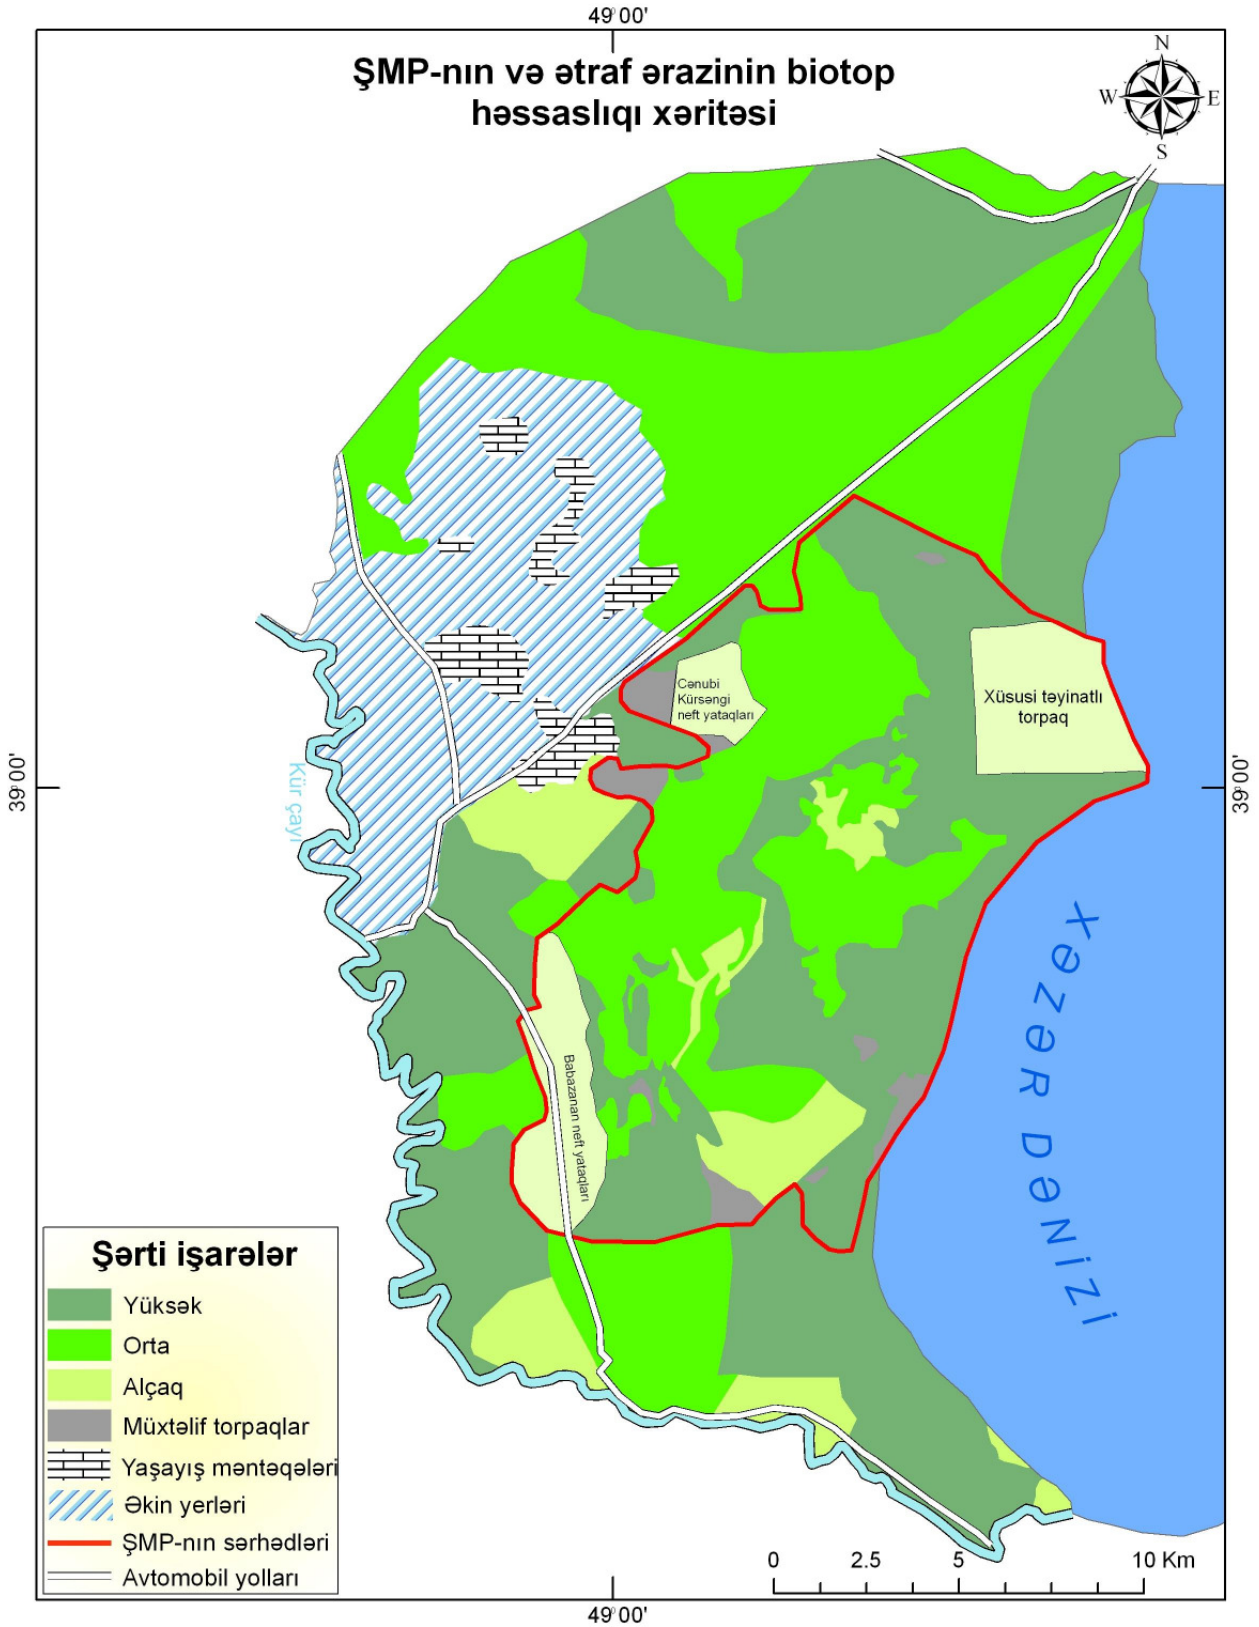 49°00'
ŞMP-nın və ətraf ərazinin biotop
həssaslıqı xəritəsi
N
W E
S
Cənubi
Kürsəngi
neft yataqları
Xüsusi təyinatlı
torpaq
39°00'
39°00'
Kür çayı
XƏZƏR DƏNİZİ
Babazanan neft yataqları
Şərti işarələr
Yüksək
Orta
Alçaq
Müxtəlif torpaqlar
Yaşayış məntəqələri
Əkin yerləri
ŞMP-nın sərhədləri
Avtomobil yolları
0 2.5 5 10 Km
49°00'